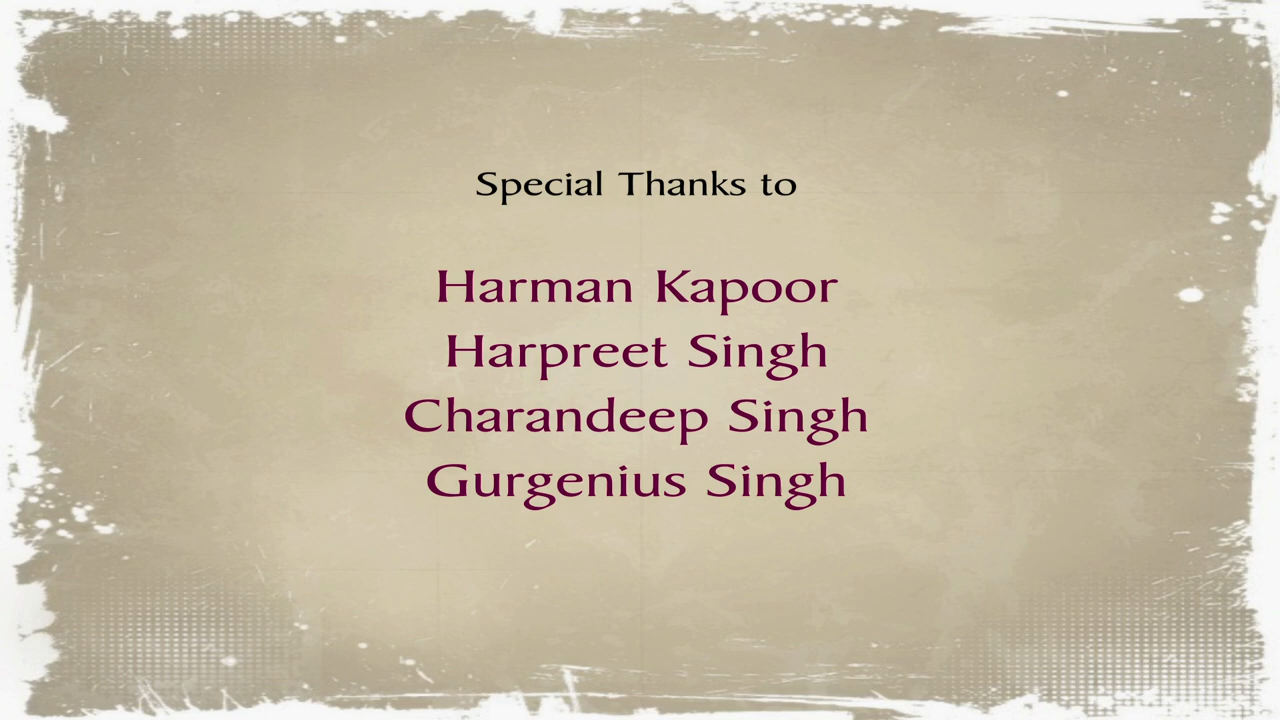 Special Thanks to
Harman Kapoor
Harpreet Singh
Charandeep Singh
Gurgenius Singh